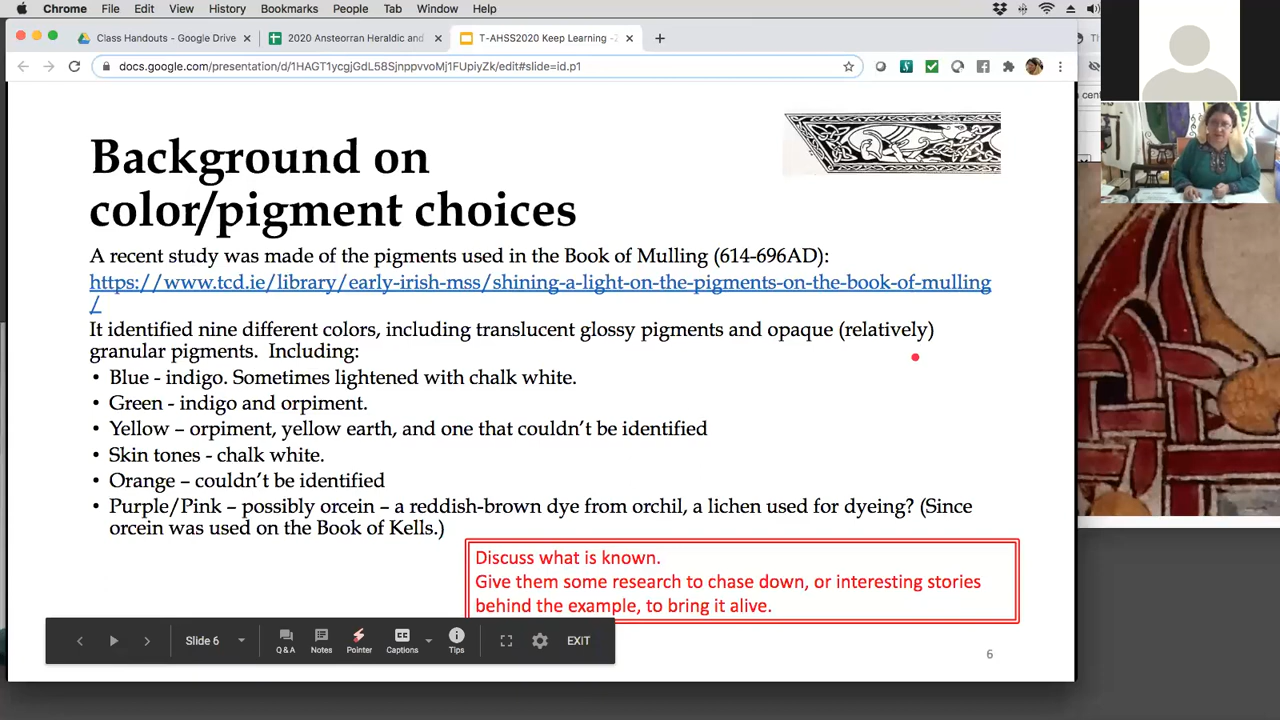 Chrome File Edit View History Bookmarks People Tab Window Help
Class Handouts - Google Drive 2020 Ansteorran Heraldic and T-AHSS2020 Keep Learning
docs.google.com/presentation/d/1HAGT1ycgjGdL58SjnppvvoMj1FUpiyZk/edit#slide=id.p1
Background on
color/pigment choices
A recent study was made of the pigments used in the Book of Mulling (614-696AD):
https://www.tcd.ie/library/early-irish-mss/shining-a-light-on-the-pigments-on-the-book-of-mulling
/
It identified nine different colors, including translucent glossy pigments and opaque (relatively)
granular pigments.  Including:
• Blue - indigo. Sometimes lightened with chalk white.
• Green - indigo and orpiment.
• Yellow – orpiment, yellow earth, and one that couldn't be identified
• Skin tones - chalk white.
• Orange – couldn't be identified
• Purple/Pink – possibly orcein – a reddish-brown dye from orchil, a lichen used for dyeing? (Since
orcein was used on the Book of Kells.)
Discuss what is known.
Give them some research to chase down, or interesting stories
behind the example, to bring it alive.
Slide 6 Q & A Notes Pointer Captions Tips EXIT
6